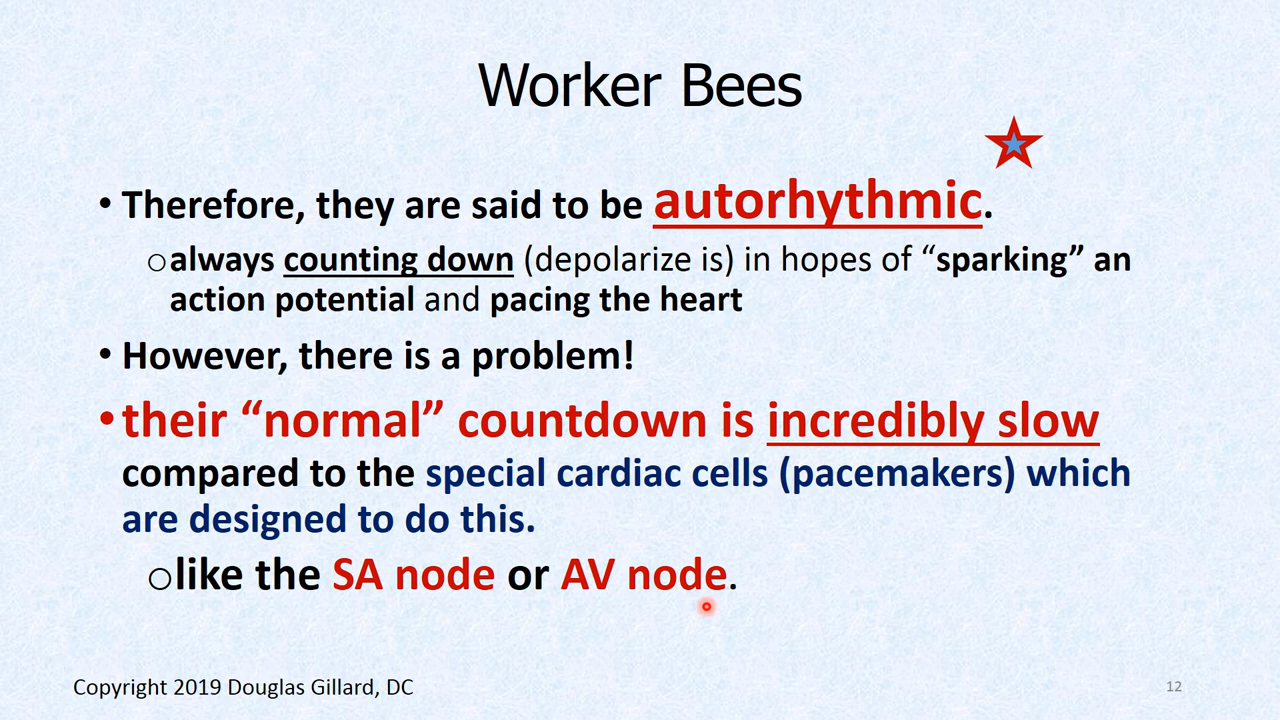 Worker Bees
• Therefore, they are said to be autorhythmic.
○always counting down (depolarize is) in hopes of “sparking” an
action potential and pacing the heart
• However, there is a problem!
•their “normal” countdown is incredibly slow
compared to the special cardiac cells (pacemakers) which
are designed to do this.
○like the SA node or AV node.
Copyright 2019 Douglas Gillard, DC
12